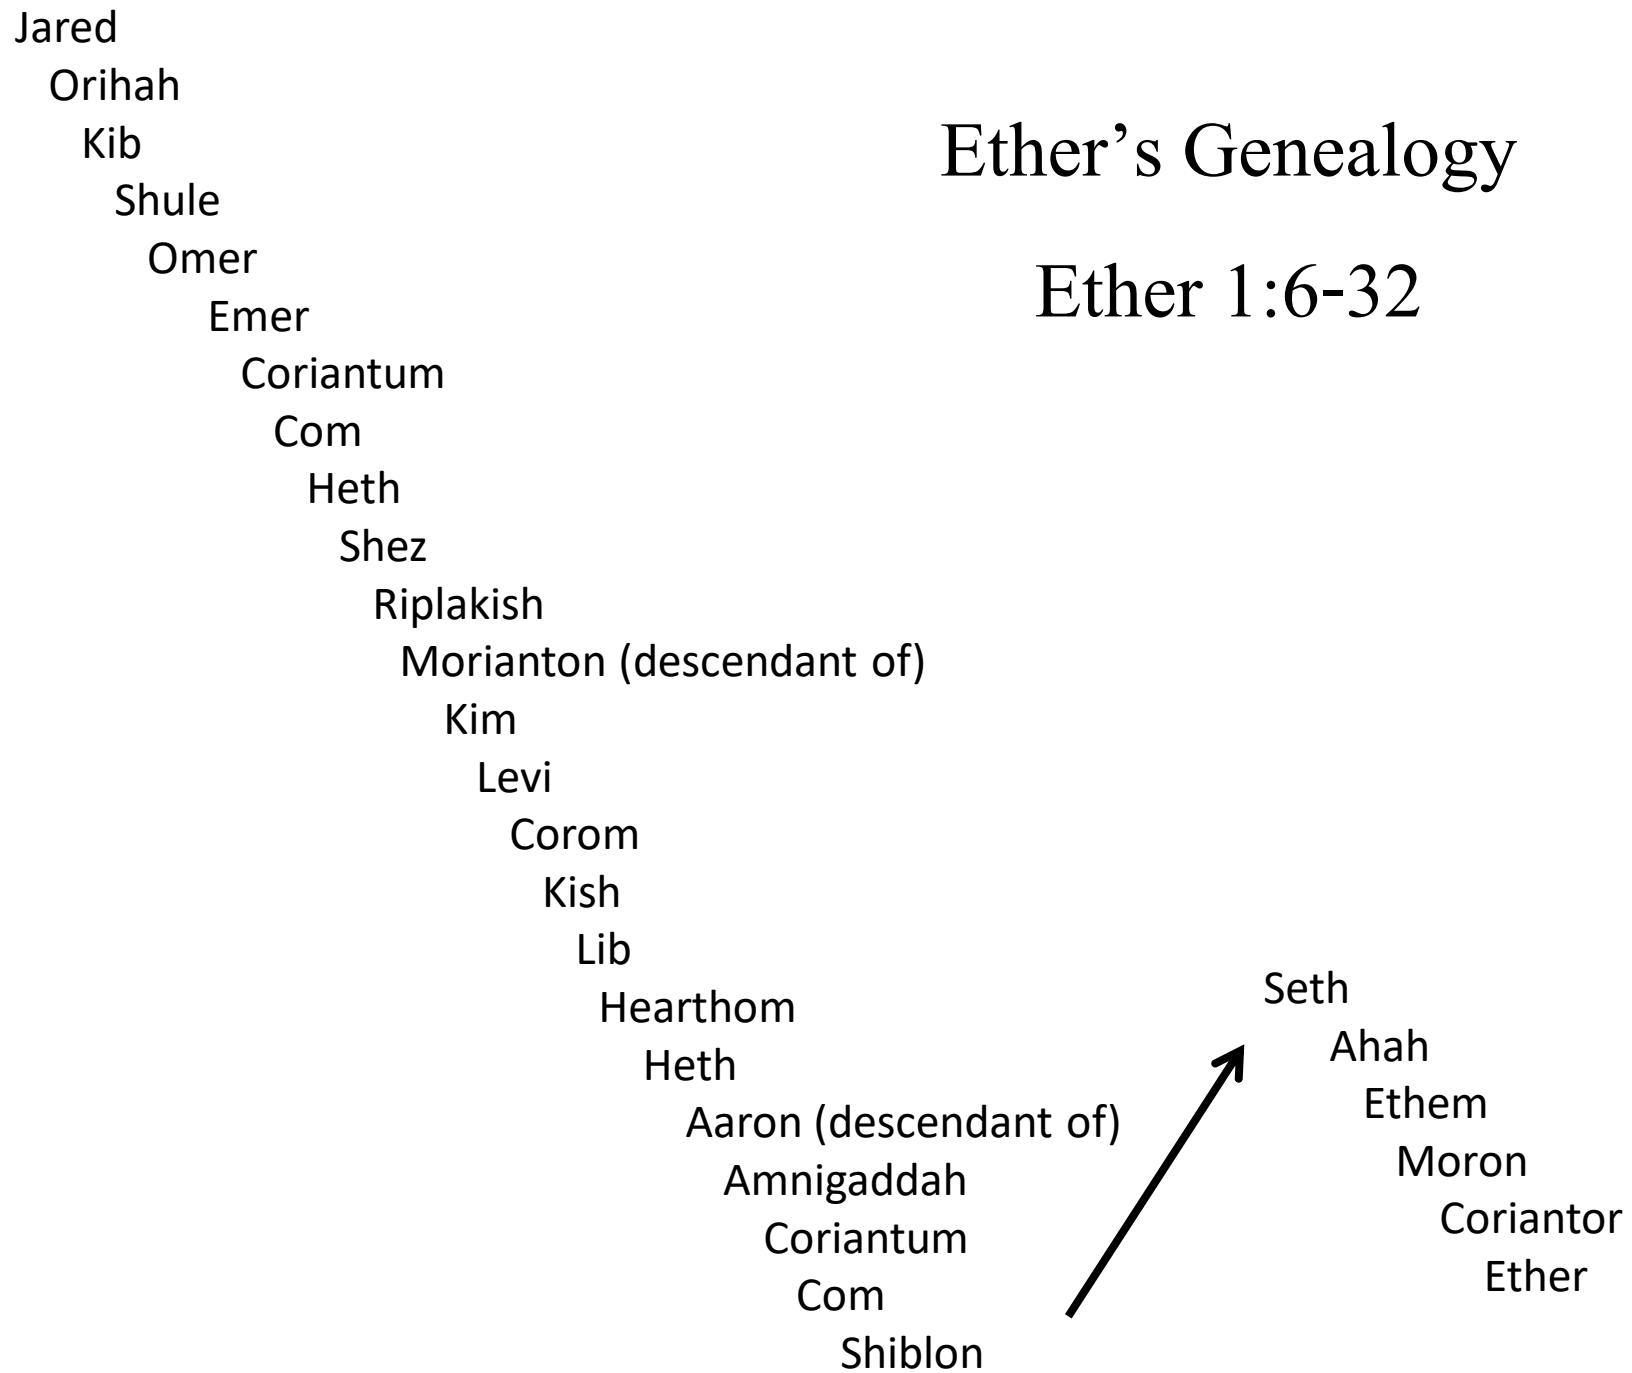 Jared
Orihah
Kib
Shule
Omer
Emer
Coriantum
Com
Heth
Shez
Riplakish
Morianton (descendant of)
Kim
Levi
Corom
Kish
Lib
Hearthom
Heth
Aaron (descendant of)
Amnigaddah
Coriantum
Com
Shiblon
Seth
Ahah
Ethem
Moron
Coriantor
Ether
Ether’s Genealogy
Ether 1:6-32